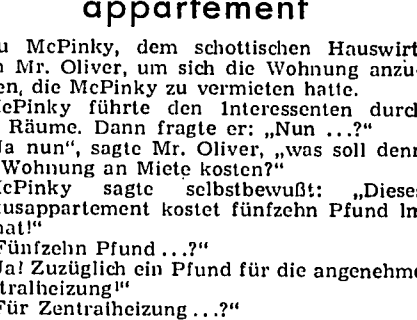 appartement
u McPinky, dem schottischen Hauswirt
n Mr. Oliver, um sich die Wohnung anzu-
en, die McPinky zu vermieten hatte.
McPinky führte den Interessenten durch
Räume. Dann fragte er: „Nun ...?“
Ja nun“, sagte Mr. Oliver, „was soll denn
Wohnung an Miete kosten?“
McPinky sagte selbstbewußt: „Dieses
xusappartement kostet fünfzehn Pfund Im
nat!“
Fünfzehn Pfund ...?“
Ja! Zuzüglich ein Pfund für die angenehme
tralheizung!“
Für Zentralheizung ...?“